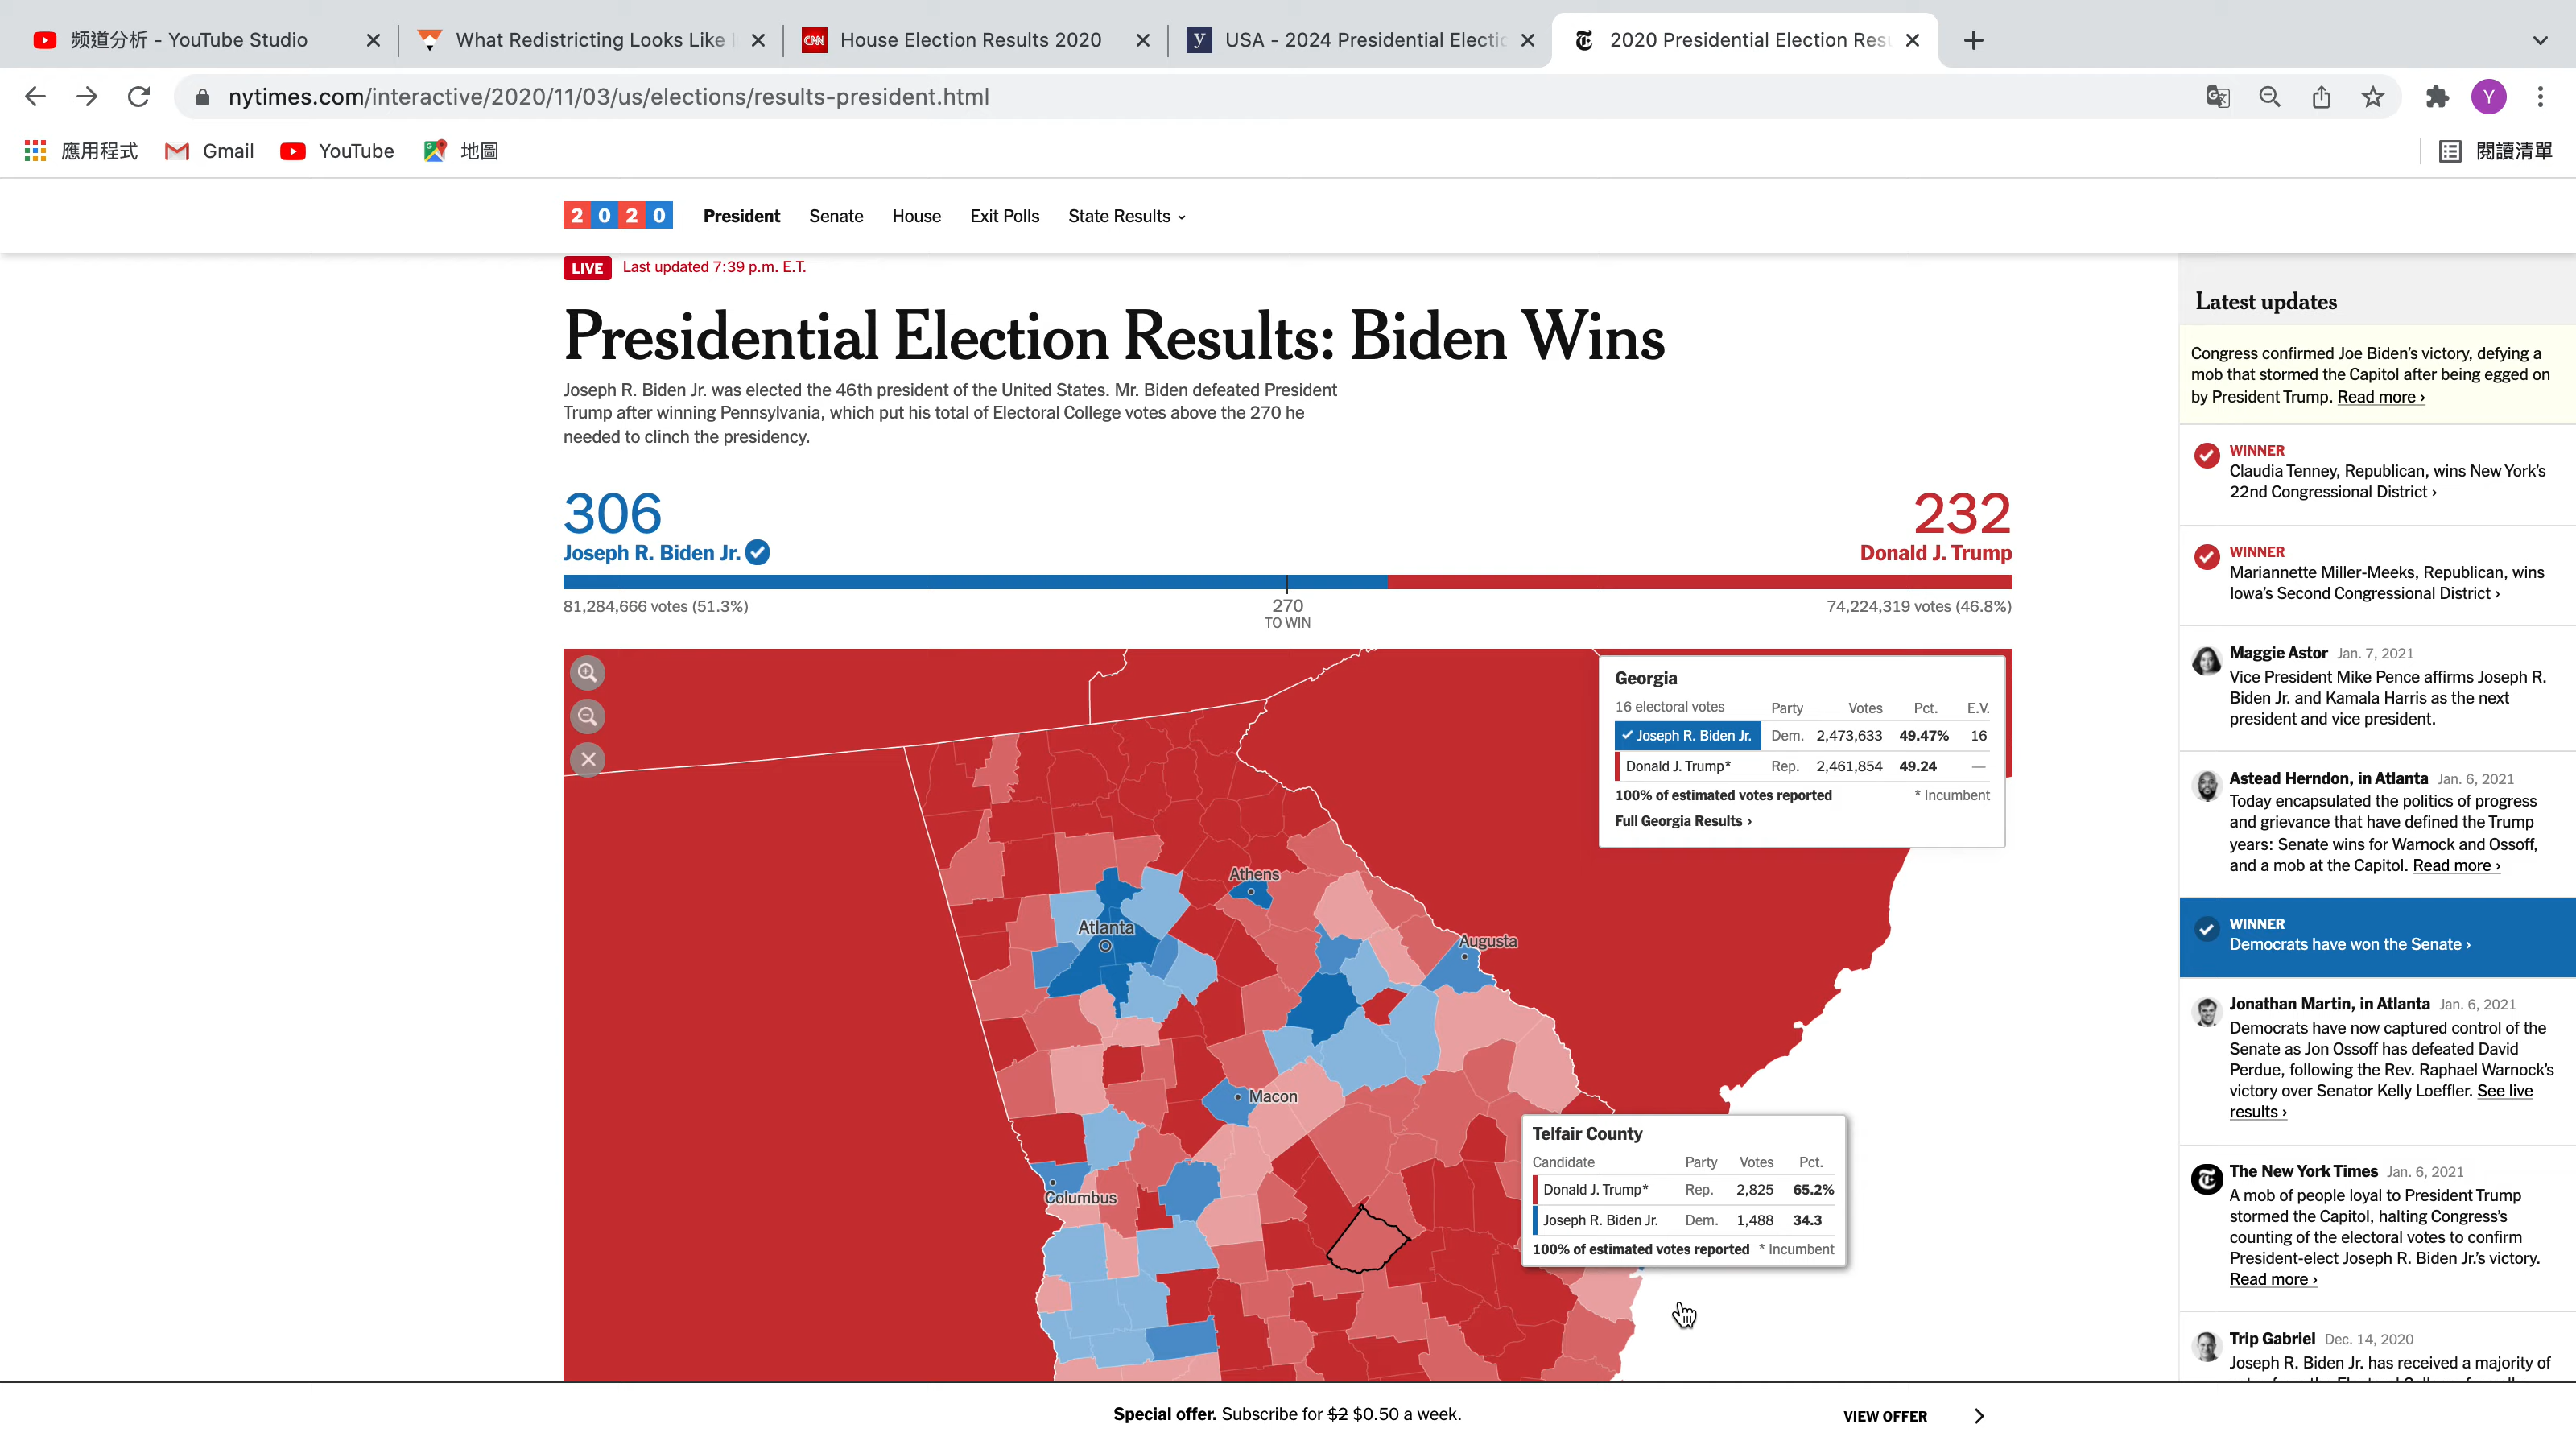 频道分析 - YouTube Studio
What Redistricting Looks Like
CNN House Election Results 2020
y USA - 2024 Presidential Electio
2020 Presidential Election Res
nytimes.com/interactive/2020/11/03/us/elections/results-president.html
Y
應用程式 Gmail YouTube 地圖
閱讀清單
2020 President Senate House Exit Polls State Results
LIVE Last updated 7:39 p.m. E.T.
Presidential Election Results: Biden Wins
Joseph R. Biden Jr. was elected the 46th president of the United States. Mr. Biden defeated President
Trump after winning Pennsylvania, which put his total of Electoral College votes above the 270 he
needed to clinch the presidency.
306 232
Joseph R. Biden Jr. Donald J. Trump
81,284,666 votes (51.3%) 270 74,224,319 votes (46.8%)
TO WIN
Georgia
16 electoral votes Party Votes Pct. E.V.
Joseph R. Biden Jr. Dem. 2,473,633 49.47% 16
Donald J. Trump* Rep. 2,461,854 49.24 —
100% of estimated votes reported * Incumbent
Full Georgia Results ›
Athens
Atlanta
Augusta
Macon
Columbus
Telfair County
Candidate Party Votes Pct.
Donald J. Trump* Rep. 2,825 65.2%
Joseph R. Biden Jr. Dem. 1,488 34.3
100% of estimated votes reported * Incumbent
Latest updates
Congress confirmed Joe Biden's victory, defying a
mob that stormed the Capitol after being egged on
by President Trump. Read more ›
WINNER
Claudia Tenney, Republican, wins New York's
22nd Congressional District ›
WINNER
Mariannette Miller-Meeks, Republican, wins
Iowa's Second Congressional District ›
Maggie Astor Jan. 7, 2021
Vice President Mike Pence affirms Joseph R.
Biden Jr. and Kamala Harris as the next
president and vice president.
Astead Herndon, in Atlanta Jan. 6, 2021
Today encapsulated the politics of progress
and grievance that have defined the Trump
years: Senate wins for Warnock and Ossoff,
and a mob at the Capitol. Read more ›
WINNER
Democrats have won the Senate ›
Jonathan Martin, in Atlanta Jan. 6, 2021
Democrats have now captured control of the
Senate as Jon Ossoff has defeated David
Perdue, following the Rev. Raphael Warnock's
victory over Senator Kelly Loeffler. See live
results ›
The New York Times Jan. 6, 2021
A mob of people loyal to President Trump
stormed the Capitol, halting Congress's
counting of the electoral votes to confirm
President-elect Joseph R. Biden Jr.'s victory.
Read more ›
Trip Gabriel Dec. 14, 2020
Joseph R. Biden Jr. has received a majority of
Special offer. Subscribe for $2 $0.50 a week.
VIEW OFFER